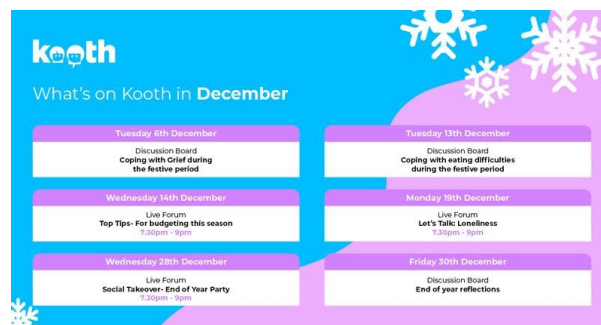 kooth
What's on Kooth in December
Tuesday 6th December
Discussion Board
Coping with Grief during
the festive period
Tuesday 13th December
Discussion Board
Coping with eating difficulties
during the festive period
Wednesday 14th December
Live Forum
Top Tips- For budgeting this season
7.30pm - 9pm
Monday 19th December
Live Forum
Let's Talk: Loneliness
7.30pm - 9pm
Wednesday 28th December
Live Forum
Social Takeover- End of Year Party
7.30pm - 9pm
Friday 30th December
Discussion Board
End of year reflections